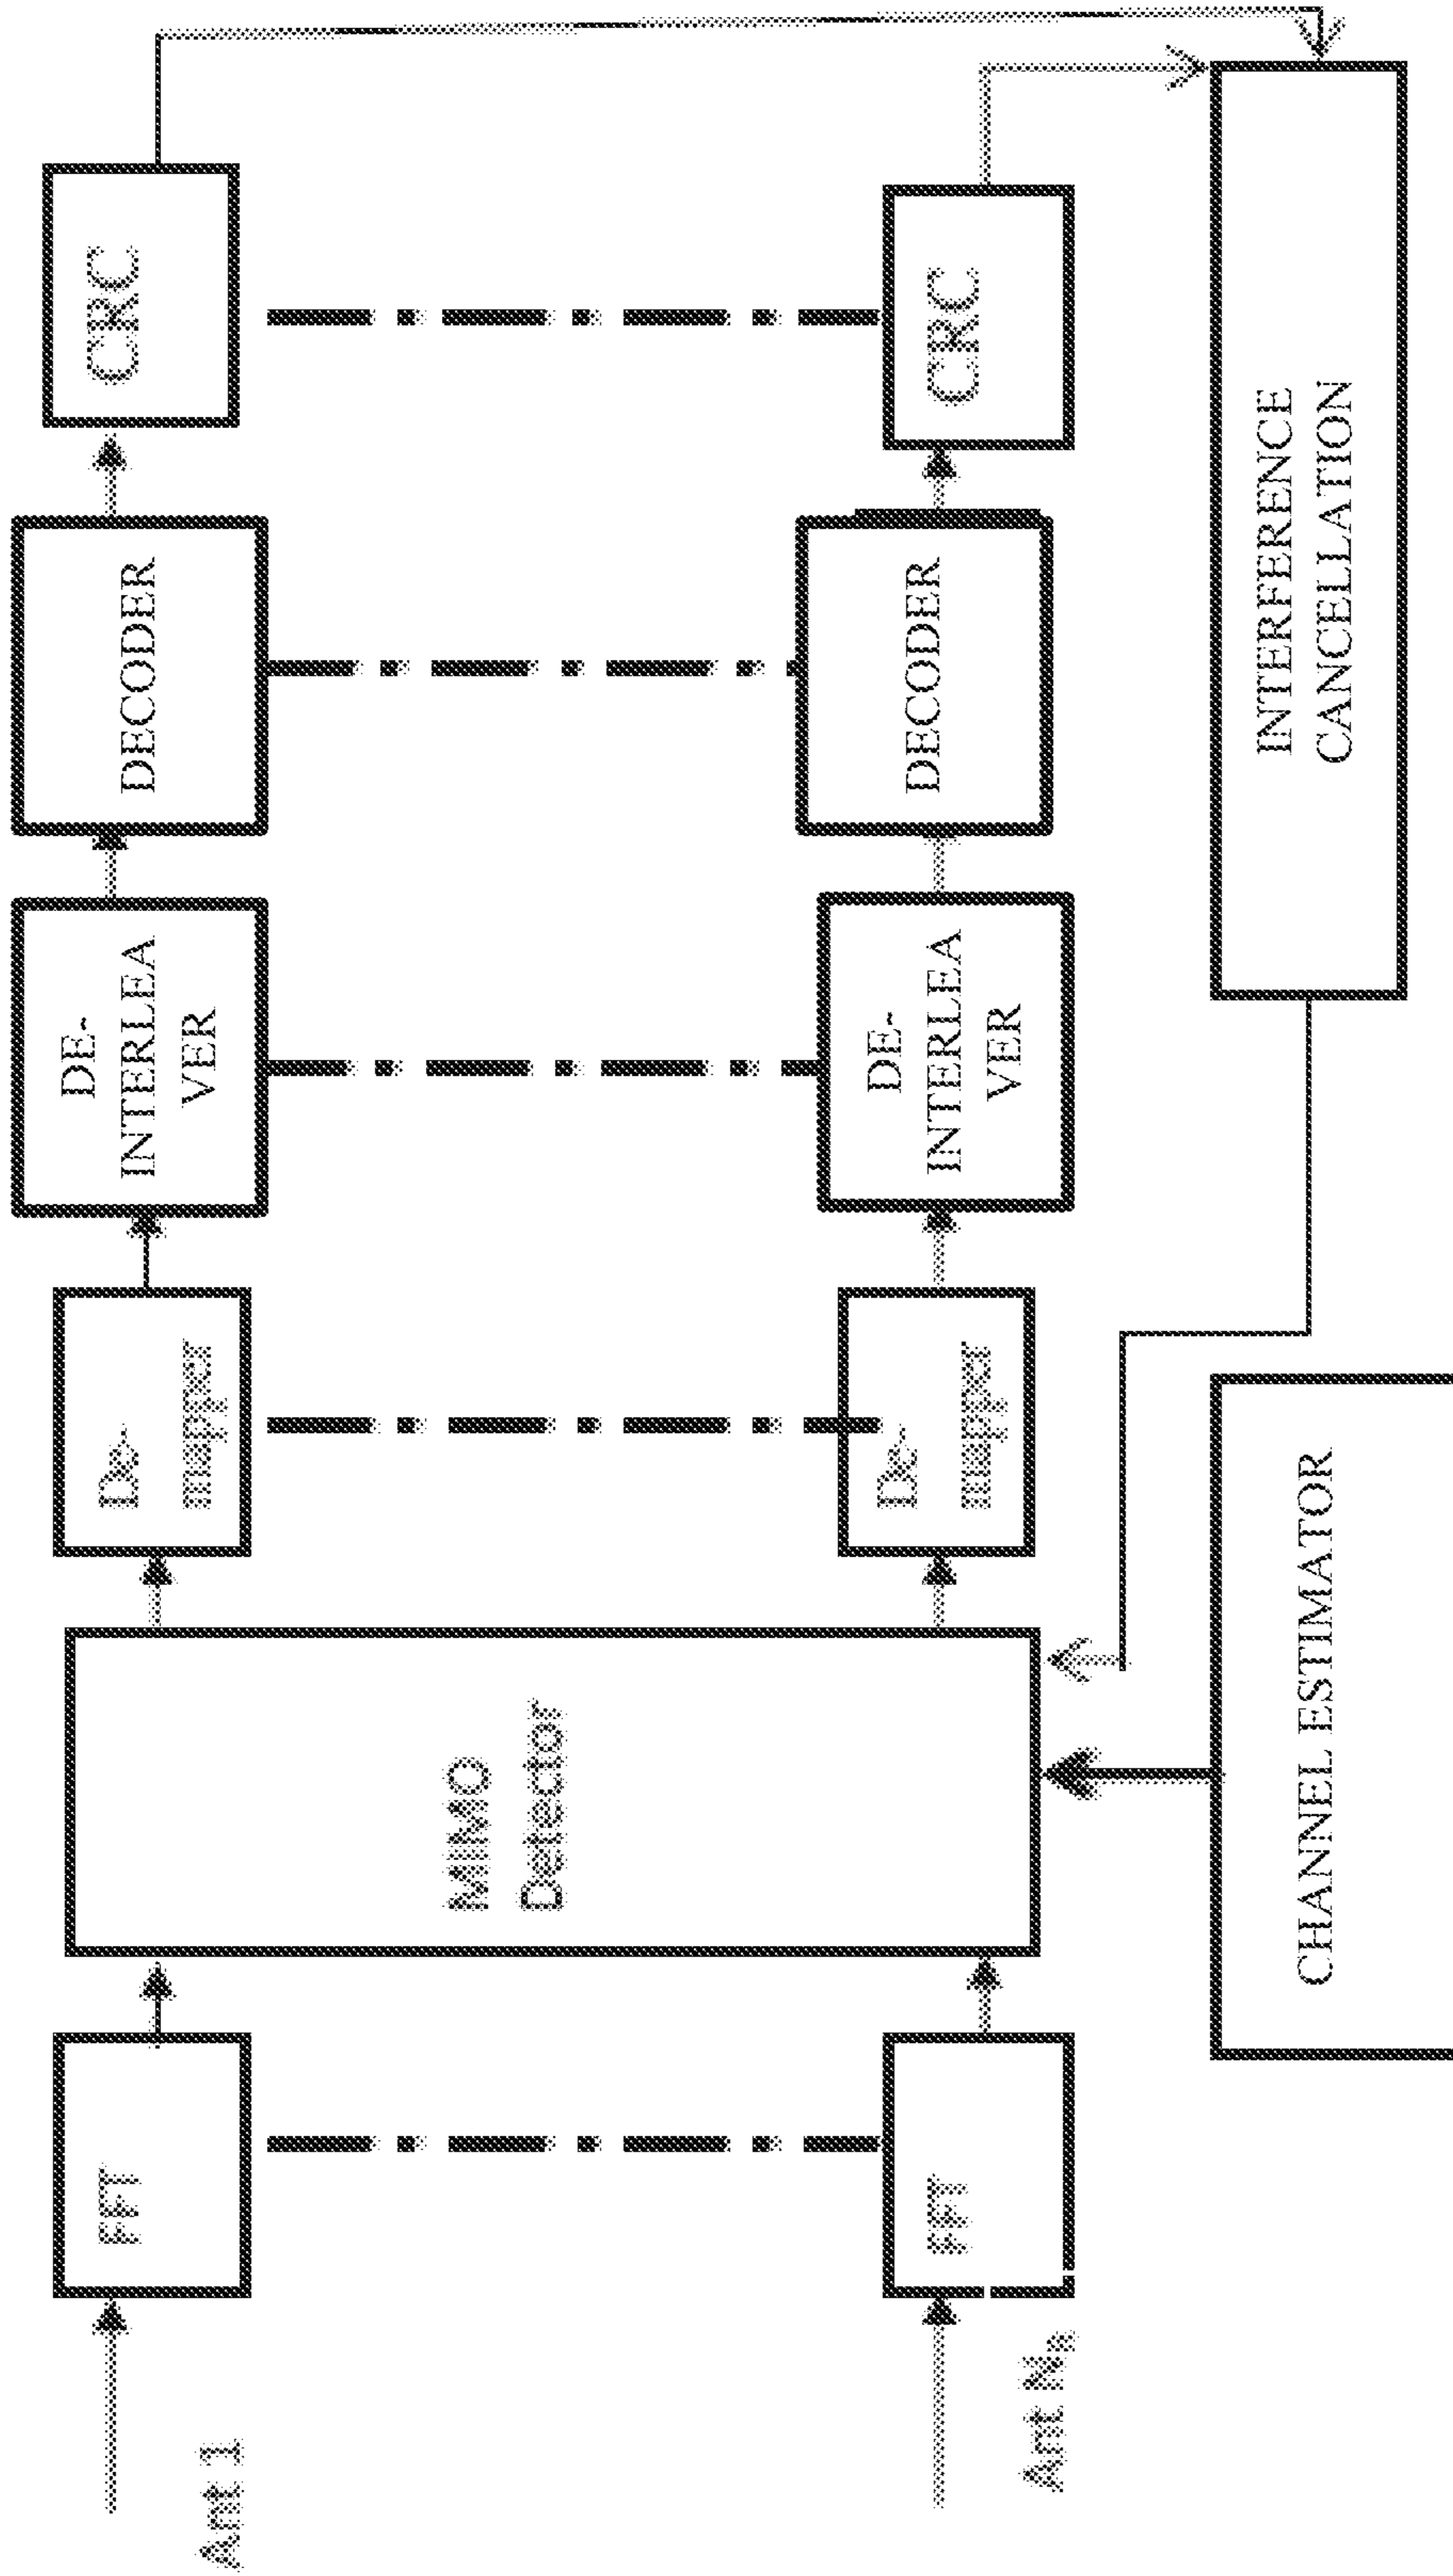 Ant 1
FFT
MIMO
Detector
De-
mapper
DE-
INTERLEA
VER
DECODER
CRC
Ant N
FFT
De-
mapper
DE-
INTERLEA
VER
DECODER
CRC
CHANNEL ESTIMATOR
INTERFERENCE
CANCELLATION